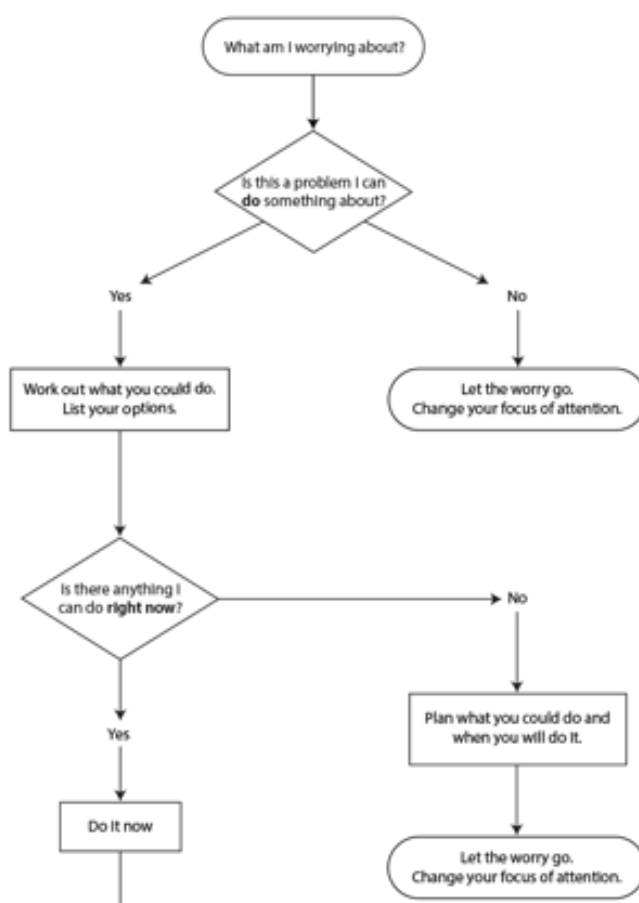 What am I worrying about?
Is this a problem I can
do something about?
Yes
No
Work out what you could do.
List your options.
Let the worry go.
Change your focus of attention.
Is there anything I
can do right now?
No
Yes
Plan what you could do and
when you will do it.
Do it now
Let the worry go.
Change your focus of attention.